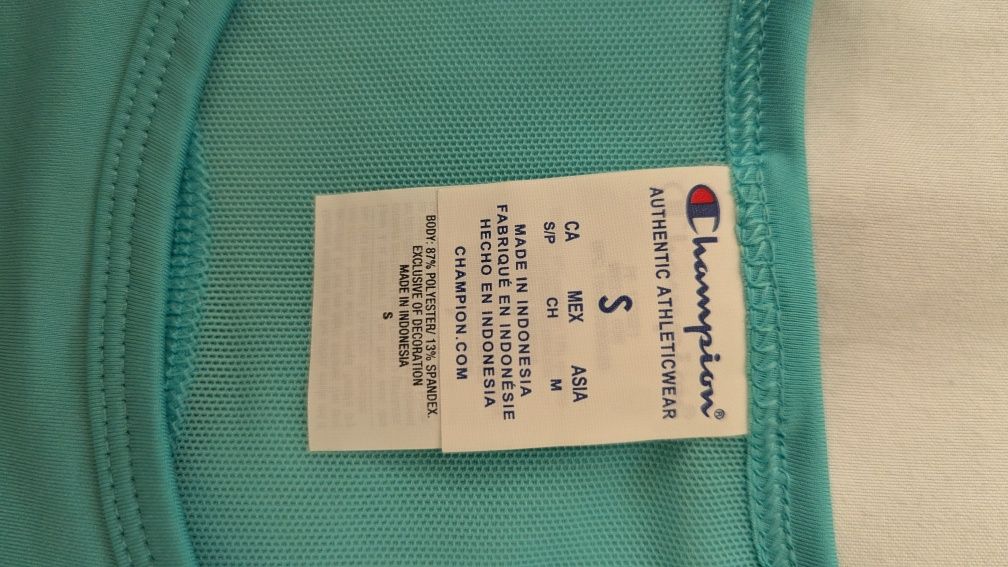 Champion®
AUTHENTIC ATHLETICWEAR
S
CA MEX ASIA
S/P CH M
MADE IN INDONESIA
FABRIQUÉ EN INDONÉSIE
HECHO EN INDONESIA
CHAMPION.COM
BODY: 87% POLYESTER/ 13% SPANDEX.
EXCLUSIVE OF DECORATION
MADE IN INDONESIA
S